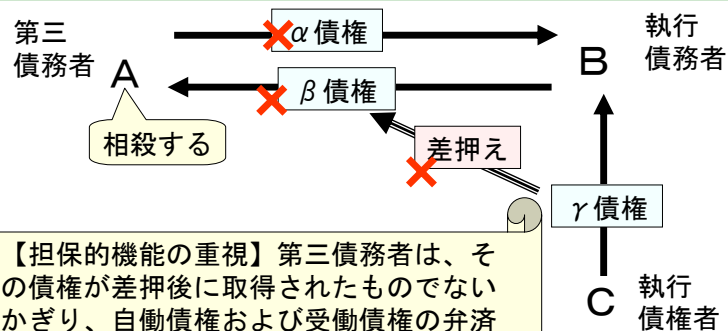 第三
債務者
A
α債権
執行
債務者
B
β債権
相殺する
差押え
γ債権
【担保的機能の重視】第三債務者は、そ
の債権が差押後に取得されたものでない
かぎり、自働債権および受働債権の弁済
C
執行
債権者